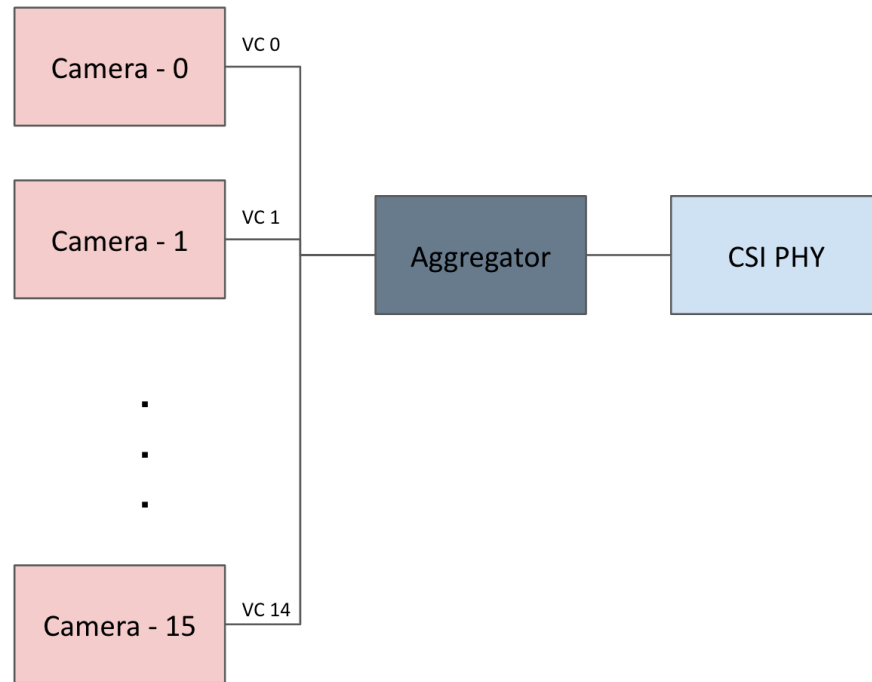 VC 0
Camera - 0
VC 1
Camera - 1
Aggregator
CSI PHY
.
.
.
VC 14
Camera - 15